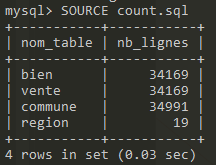 mysql> SOURCE count.sql
+-----------+-----------+
| nom_table | nb_lignes |
+-----------+-----------+
| bien      |     34169 |
| vente     |     34169 |
| commune   |     34991 |
| region    |        19 |
+-----------+-----------+
4 rows in set (0.03 sec)